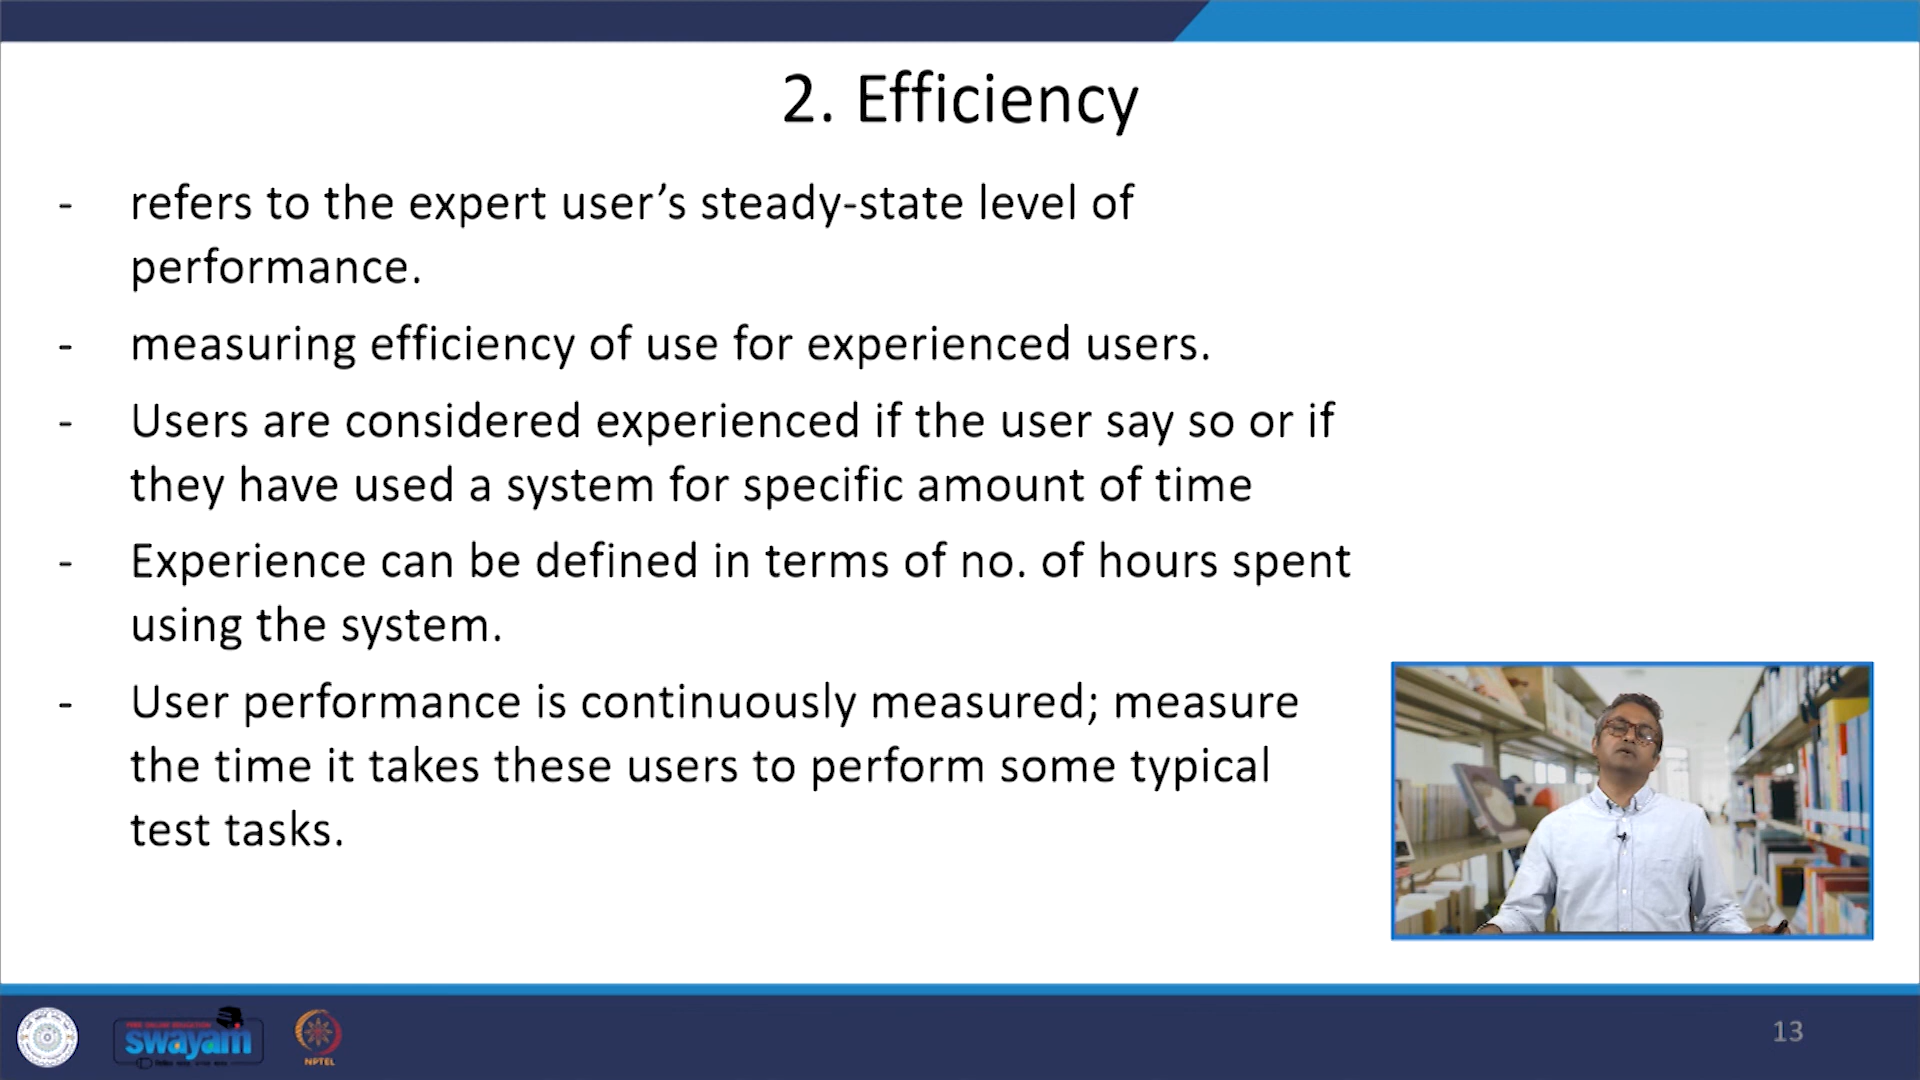 2. Efficiency
- refers to the expert user’s steady-state level of
performance.
- measuring efficiency of use for experienced users.
- Users are considered experienced if the user say so or if
they have used a system for specific amount of time
- Experience can be defined in terms of no. of hours spent
using the system.
- User performance is continuously measured; measure
the time it takes these users to perform some typical
test tasks.
FREE ONLINE EDUCATION
swayam
NPTEL
13